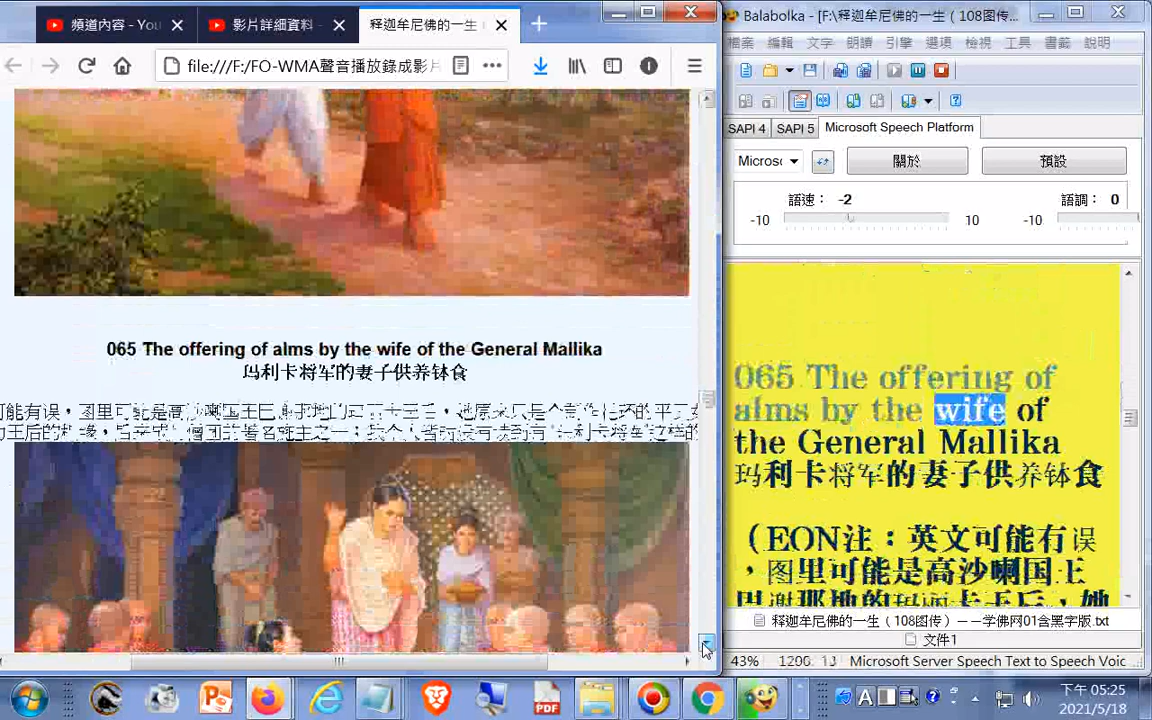 頻道內容 - You
影片詳細資料 -
释迦牟尼佛的一生
file:///F:/FO-WMA聲音播放錄成影片
065 The offering of alms by the wife of the General Mallika
玛利卡将军的妻子供养钵食
Balabolka - [F:\释迦牟尼佛的一生（108图传）...
檔案 編輯 文字 朗讀 引擎 選項 檢視 工具 書籤 說明
SAPI 4 SAPI 5 Microsoft Speech Platform
Microsc 關於 預設
語速： -2 語調： 0
-10 10 -10
065 The offering of
alms by the wife of
the General Mallika
玛利卡将军的妻子供养钵食
（EON注：英文可能有误
，图里可能是高沙喇国王
释迦牟尼佛的一生（108图传）——学佛网01含黑字版.txt
文件1
43% Microsoft Server Speech Text to Speech Voic
PDF
A
下午 05:25
2021/5/18